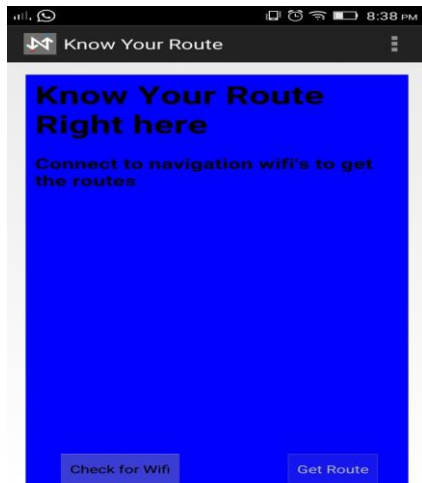 8:38 PM
Know Your Route
Know Your Route
Right here
Connect to navigation wifi's to get
the routes
Check for Wifi
Get Route